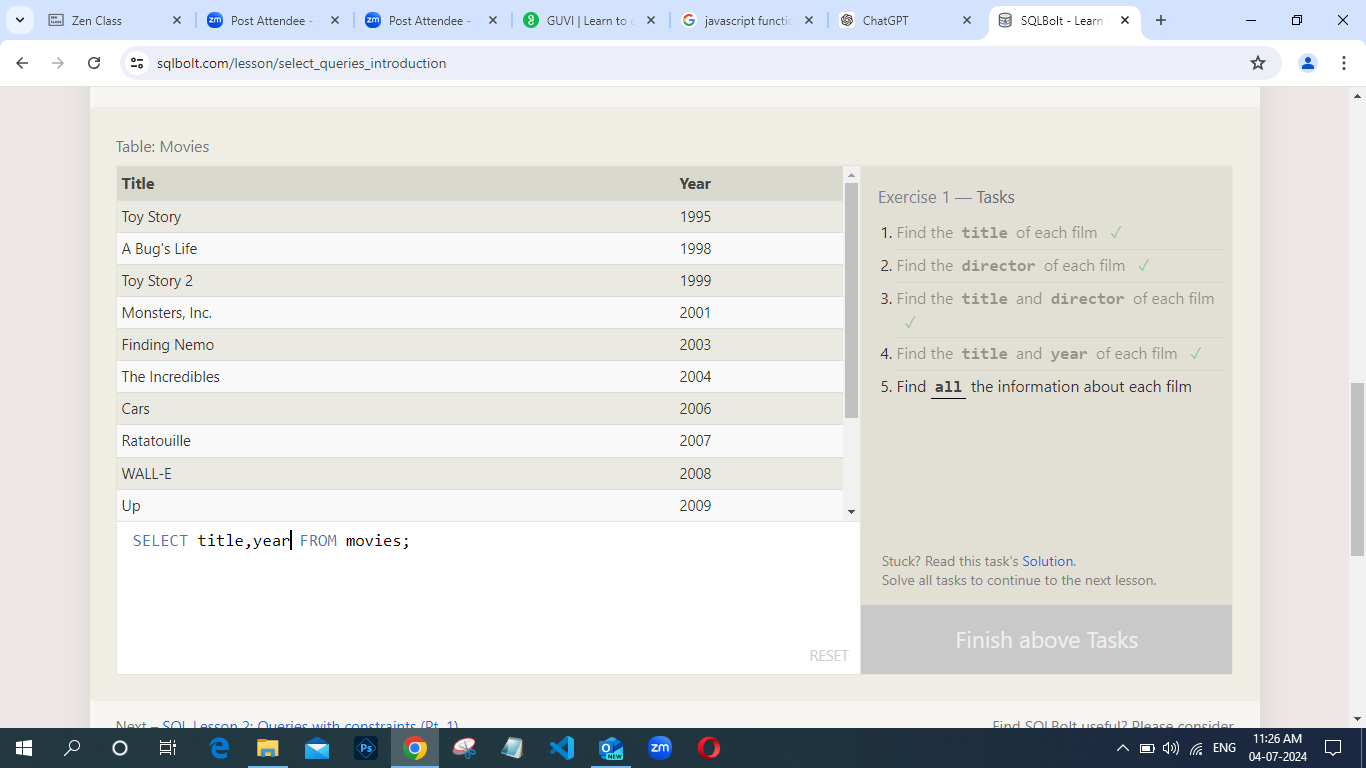 Zen Class
Post Attendee -
Post Attendee -
GUVI | Learn to c
javascript functio
ChatGPT
SQLBolt - Learn S
sqlbolt.com/lesson/select_queries_introduction
Table: Movies
Title Year
Toy Story 1995
A Bug's Life 1998
Toy Story 2 1999
Monsters, Inc. 2001
Finding Nemo 2003
The Incredibles 2004
Cars 2006
Ratatouille 2007
WALL-E 2008
Up 2009
SELECT title,year FROM movies;
RESET
Exercise 1 — Tasks
1. Find the title of each film ✓
2. Find the director of each film ✓
3. Find the title and director of each film
✓
4. Find the title and year of each film ✓
5. Find all the information about each film
Stuck? Read this task's Solution.
Solve all tasks to continue to the next lesson.
Finish above Tasks
Next – SQL Lesson 2: Queries with constraints (Pt. 1)
Find SQLBolt useful? Please consider
ENG
11:26 AM
04-07-2024